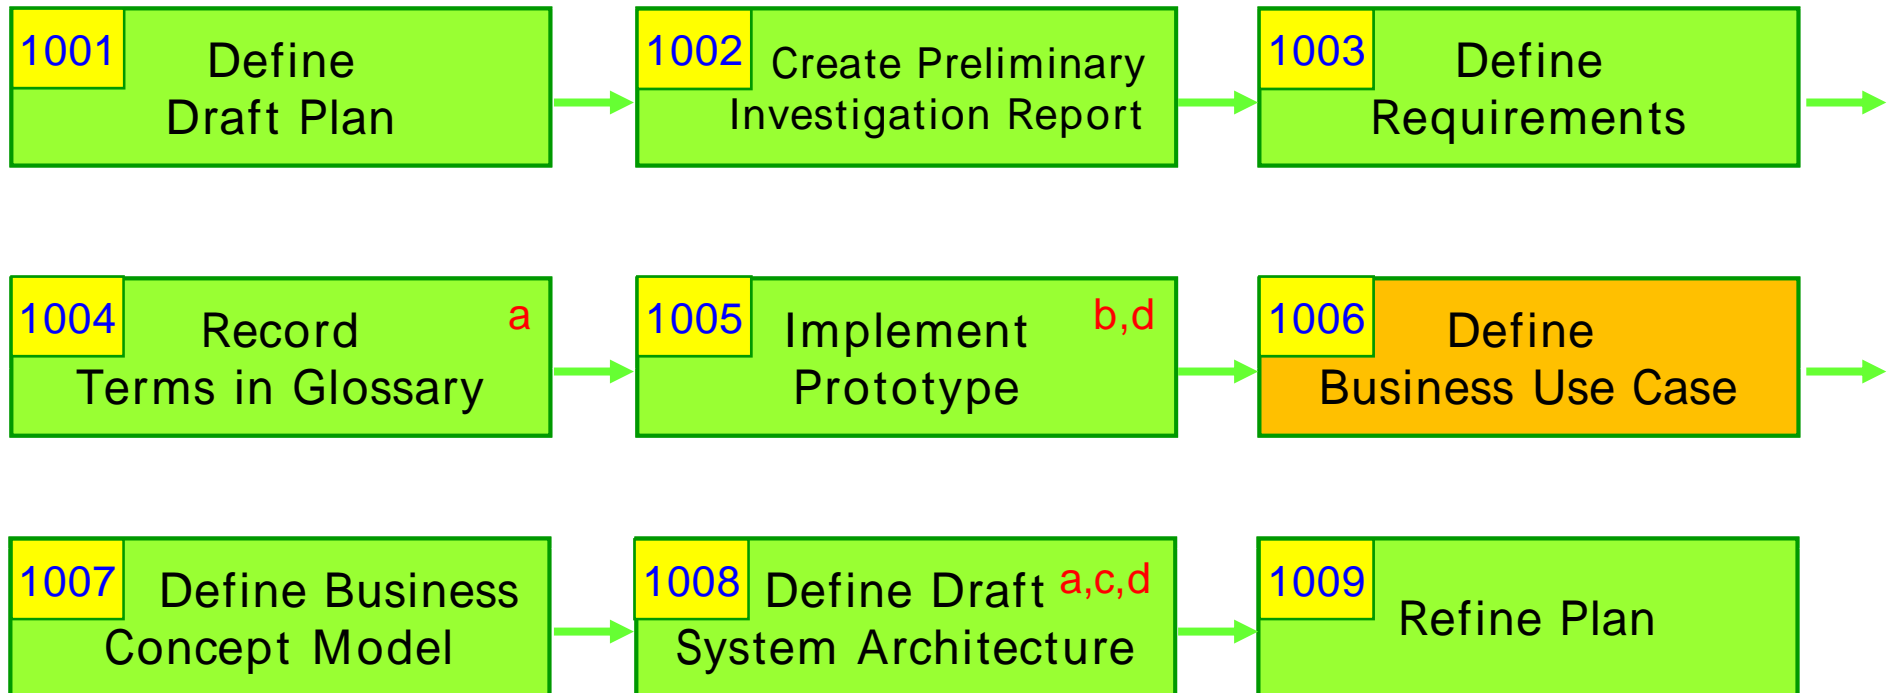 1001
Define
Draft Plan
1002
Create Preliminary
Investigation Report
1003
Define
Requirements
1004
Record
a
Terms in Glossary
1005
Implement
b,d
Prototype
1006
Define
Business Use Case
1007
Define Business
Concept Model
1008
Define Draft
a,c,d
System Architecture
1009
Refine Plan